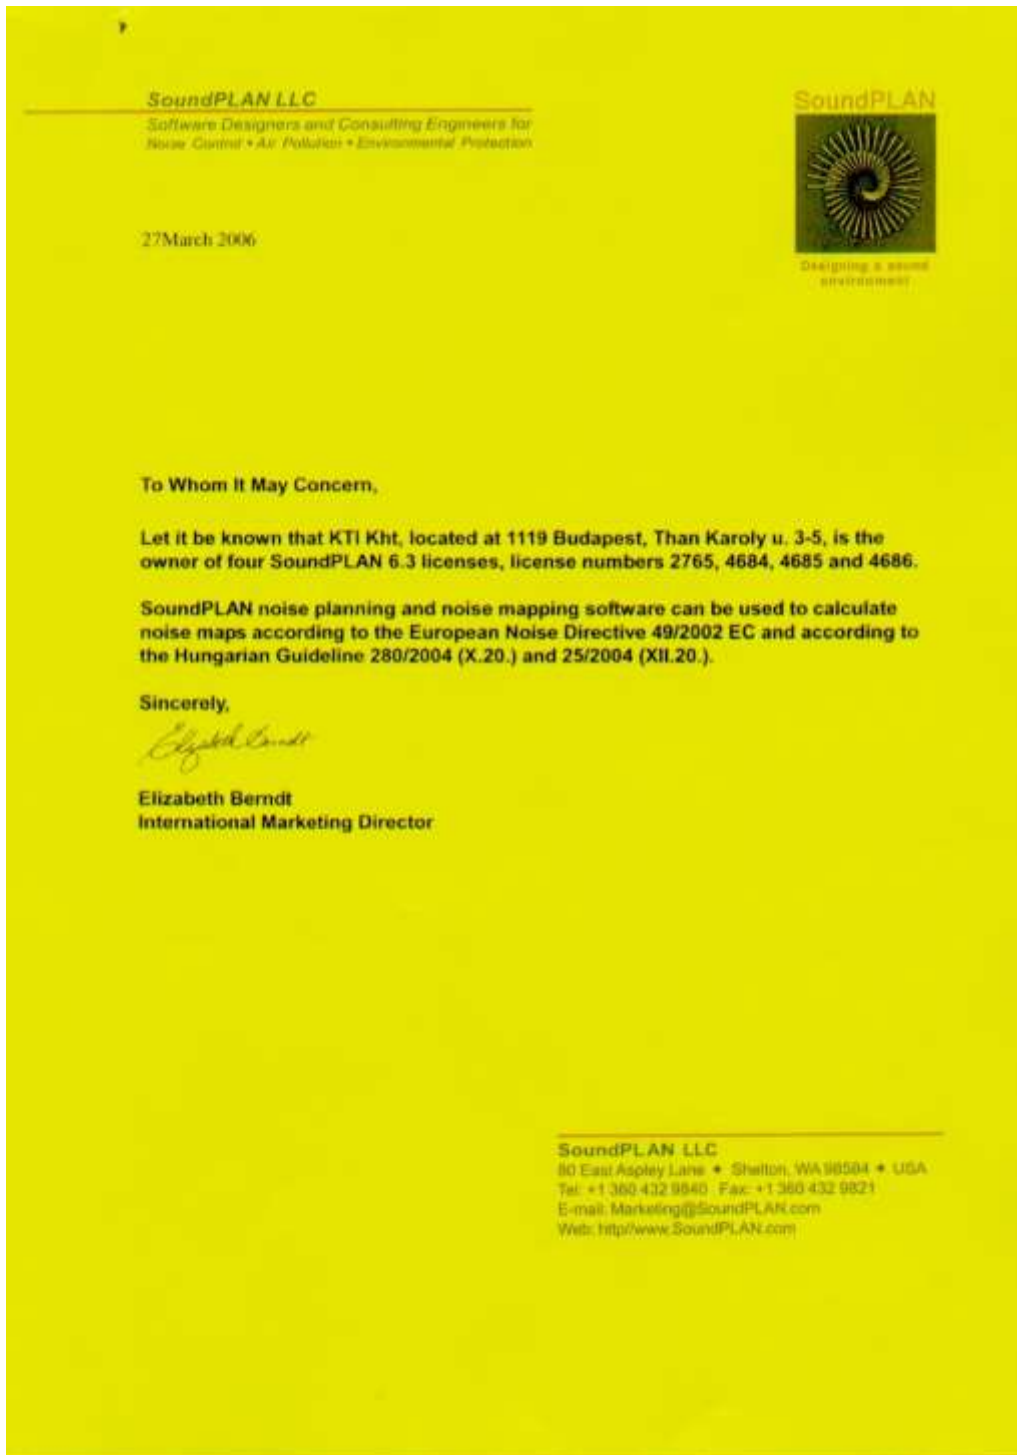 SoundPLAN LLC
Software Designers and Consulting Engineers for
Noise Control • Air Pollution • Environmental Protection
SoundPLAN
Designing a sound
environment
27March 2006
To Whom It May Concern,
Let it be known that KTI Kht, located at 1119 Budapest, Than Karoly u. 3-5, is the
owner of four SoundPLAN 6.3 licenses, license numbers 2765, 4684, 4685 and 4686.
SoundPLAN noise planning and noise mapping software can be used to calculate
noise maps according to the European Noise Directive 49/2002 EC and according to
the Hungarian Guideline 280/2004 (X.20.) and 25/2004 (XII.20.).
Sincerely,
Elizabeth Berndt
Elizabeth Berndt
International Marketing Director
SoundPLAN LLC
80 East Aspley Lane ✦ Shelton, WA 98584 ✦ USA
Tel: +1 360 432 9840 Fax: +1 360 432 9821
E-mail: Marketing@SoundPLAN.com
Web: http//www.SoundPLAN.com